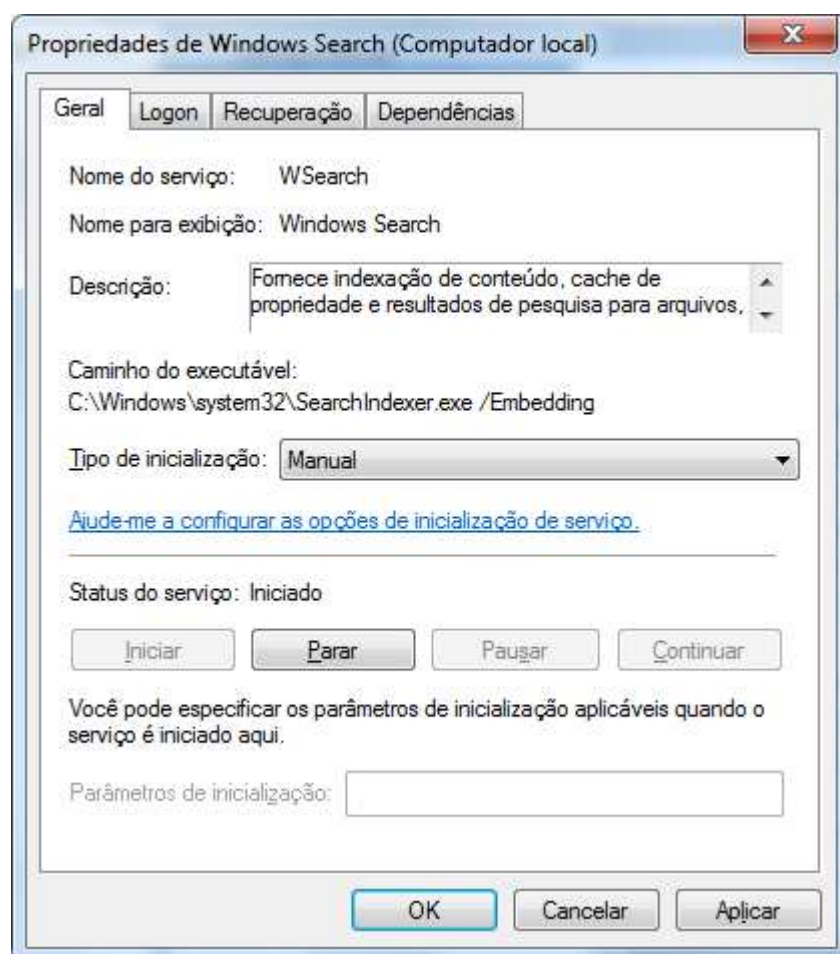 Propriedades de Windows Search (Computador local)
Geral Logon Recuperação Dependências
Nome do serviço: WSearch
Nome para exibição: Windows Search
Descrição: Fornece indexação de conteúdo, cache de
propriedade e resultados de pesquisa para arquivos,
Caminho do executável:
C:\Windows\system32\SearchIndexer.exe /Embedding
Tipo de inicialização: Manual
Ajude-me a configurar as opções de inicialização de serviço.
Status do serviço: Iniciado
Iniciar Parar Pausar Continuar
Você pode especificar os parâmetros de inicialização aplicáveis quando o
serviço é iniciado aqui.
Parâmetros de inicialização:
OK Cancelar Aplicar